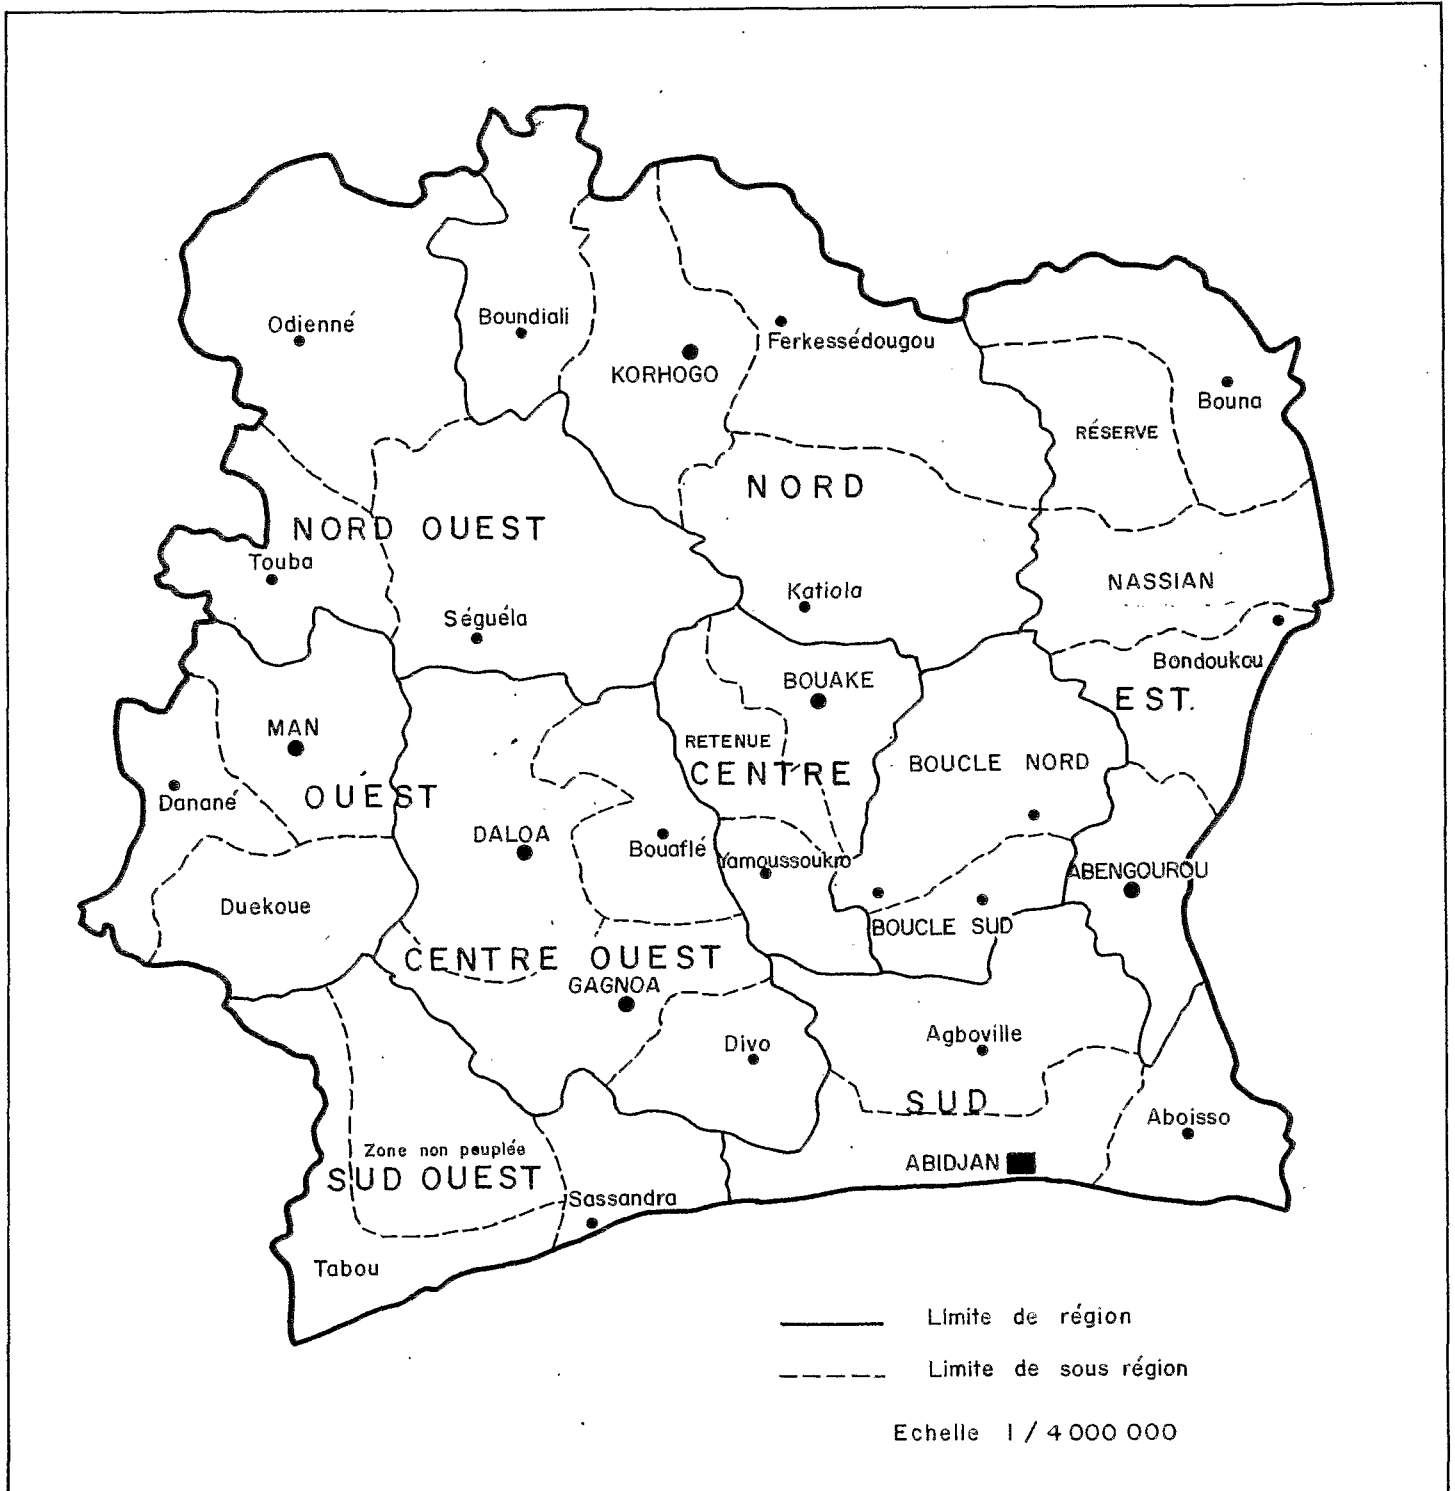 Odienné
Boundiali
KORHOGO
Ferkessédougou
Bouna
RÉSERVE
NORD
NORD OUEST
Touba
Séguéla
Katiola
NASSIAN
Bondoukou
EST.
BOUAKE
MAN
RETENUE
CENTRE
BOUCLE NORD
Danané
OUEST
DALOA
Bouaflé
Yamoussoukro
ABENGOUROU
Duekoue
BOUCLE SUD
CENTRE OUEST
GAGNOA
Divo
Agboville
SUD
Aboisso
Zone non peuplée
SUD OUEST
ABIDJAN
Sassandra
Tabou
Limite de région
Limite de sous région
Echelle 1 / 4 000 000